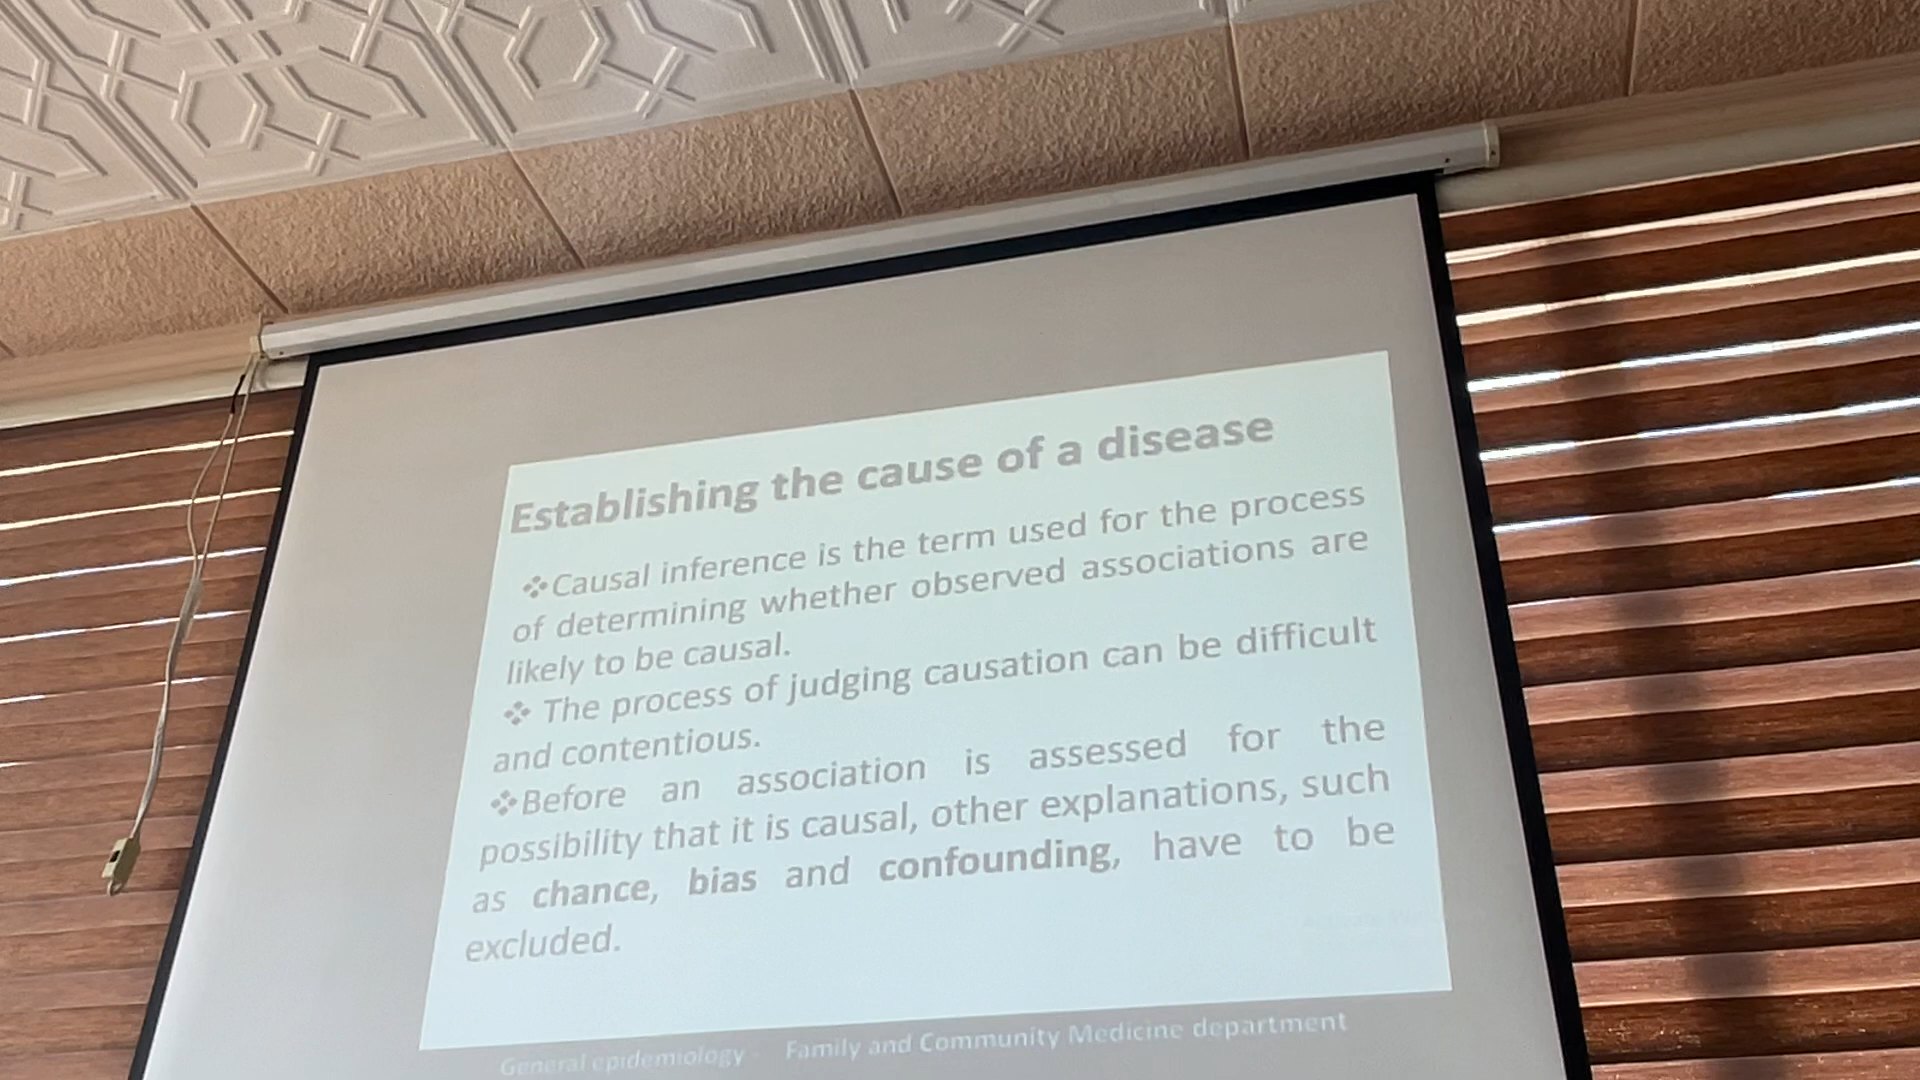 Establishing the cause of a disease
❖Causal inference is the term used for the process
of determining whether observed associations are
likely to be causal.
❖ The process of judging causation can be difficult
and contentious.
❖Before an association is assessed for the
possibility that it is causal, other explanations, such
as chance, bias and confounding, have to be
excluded.
General epidemiology - Family and Community Medicine department